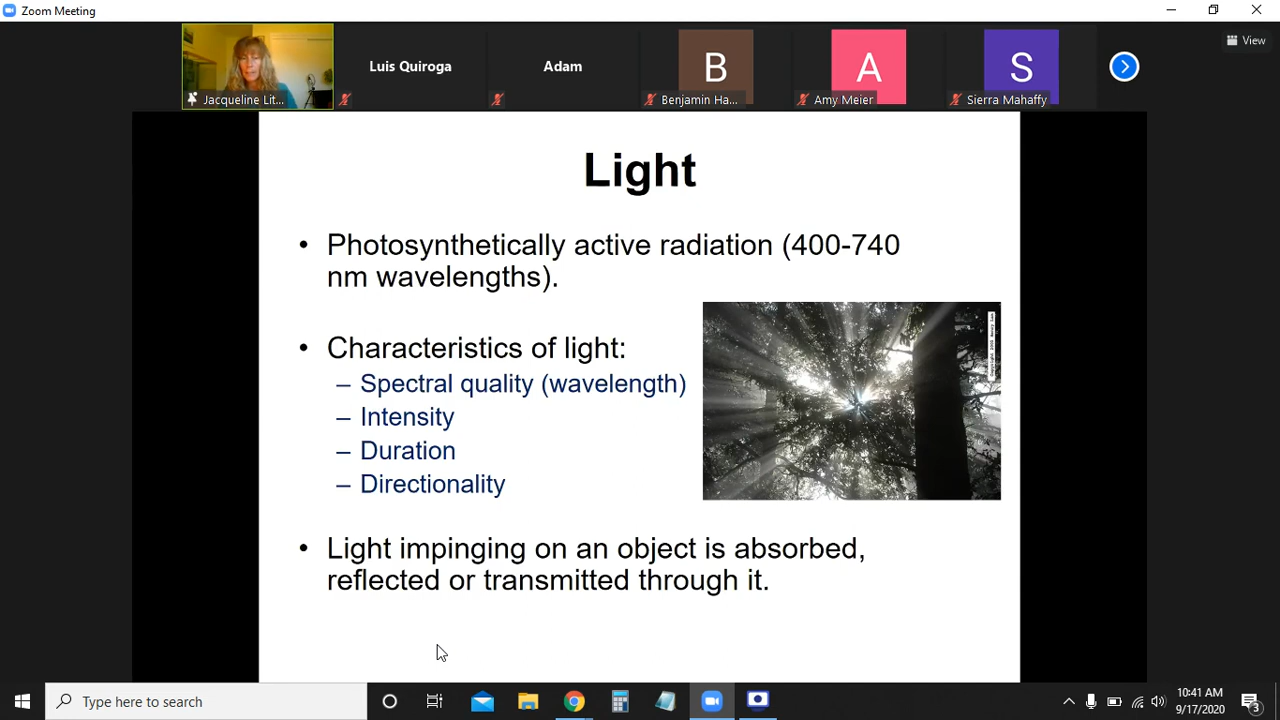 Zoom Meeting
View
Luis Quiroga
Adam
B
A
S
Jacqueline Lit...
Benjamin Ha...
Amy Meier
Sierra Mahaffy
Light
• Photosynthetically active radiation (400-740
nm wavelengths).
• Characteristics of light:
– Spectral quality (wavelength)
– Intensity
– Duration
– Directionality
• Light impinging on an object is absorbed,
reflected or transmitted through it.
Type here to search
10:41 AM
9/17/2020
3